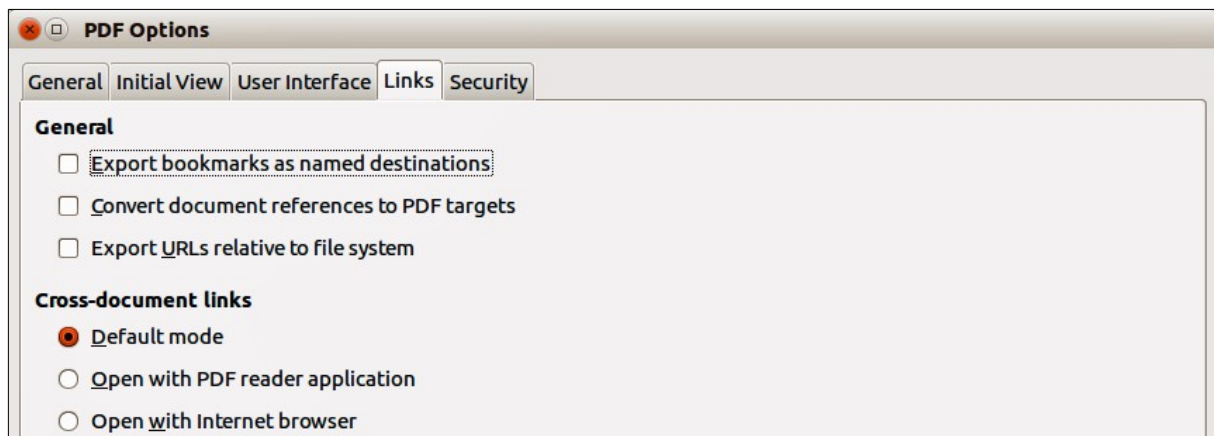 PDF Options
General Initial View User Interface Links Security
General
Export bookmarks as named destinations
Convert document references to PDF targets
Export URLs relative to file system
Cross-document links
Default mode
Open with PDF reader application
Open with Internet browser